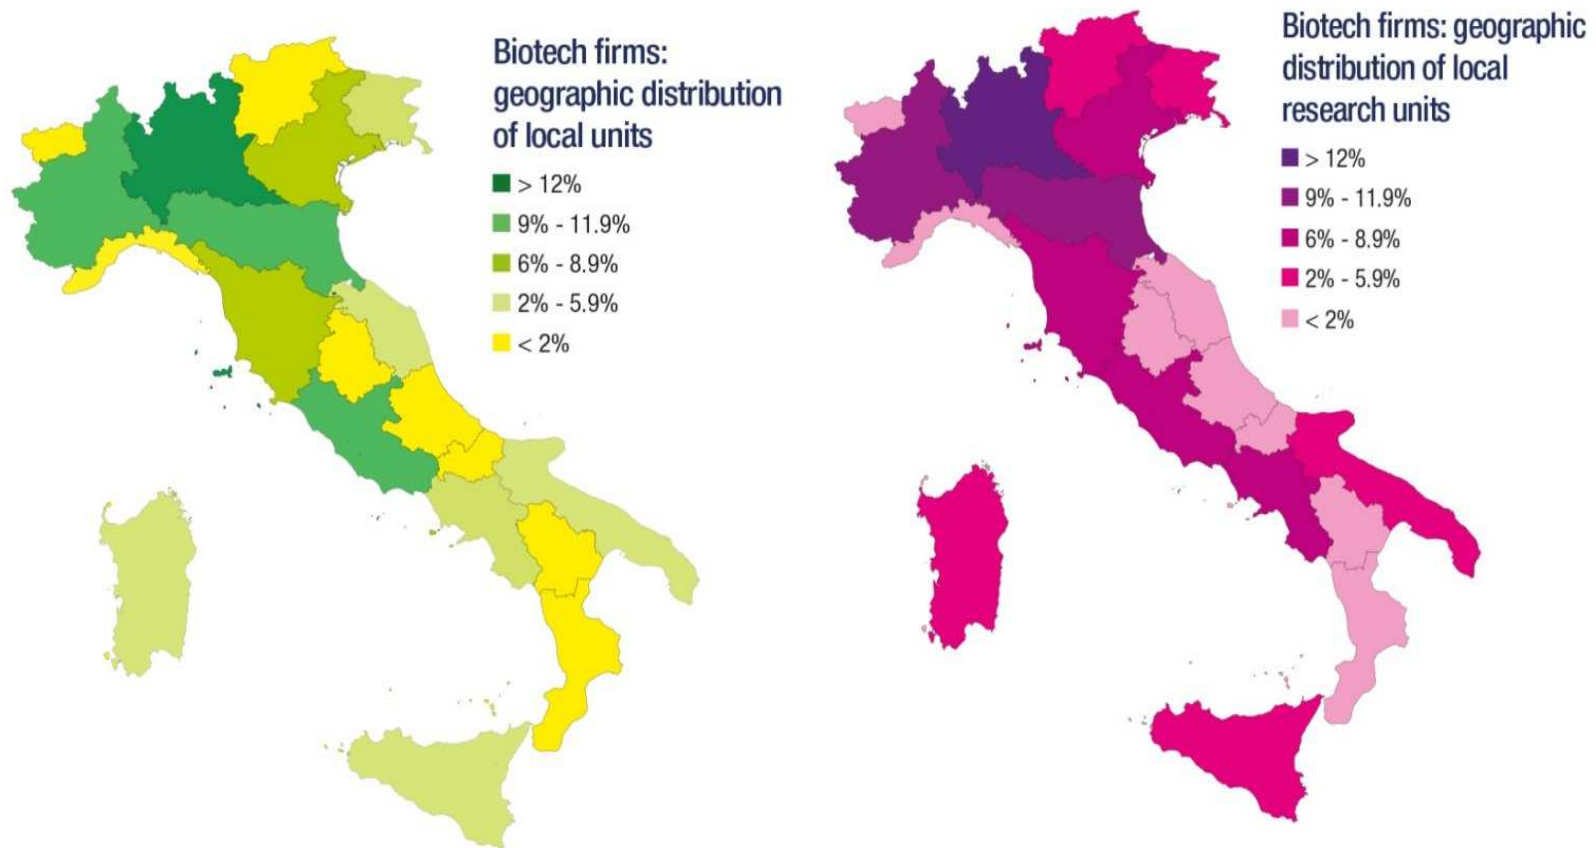 Biotech firms:
geographic distribution
of local units
> 12%
9% - 11.9%
6% - 8.9%
2% - 5.9%
< 2%
Biotech firms: geographic
distribution of local
research units
> 12%
9% - 11.9%
6% - 8.9%
2% - 5.9%
< 2%